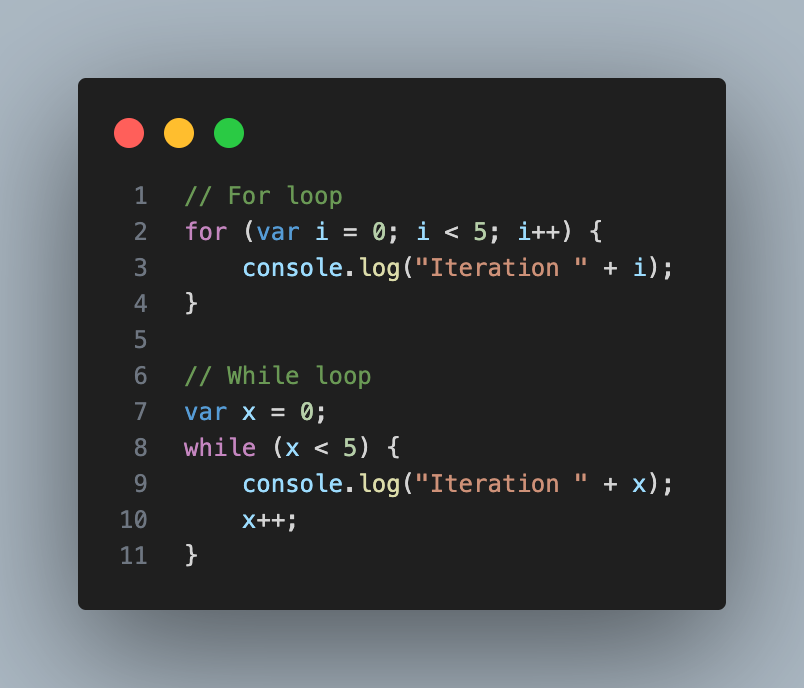 1 // For loop
2 for (var i = 0; i < 5; i++) {
3     console.log("Iteration " + i);
4 }
5
6 // While loop
7 var x = 0;
8 while (x < 5) {
9     console.log("Iteration " + x);
10     x++;
11 }